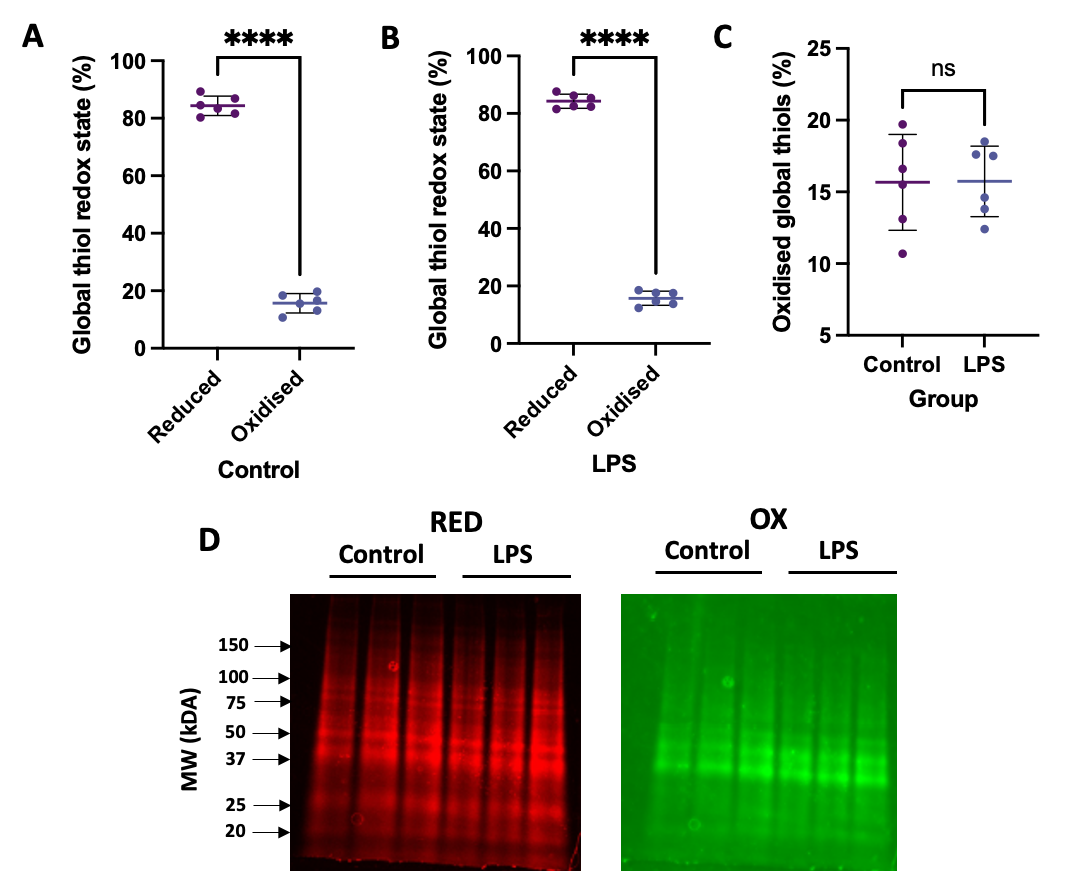 A
Global thiol redox state (%)
100
80
60
40
20
0
****
Reduced
Oxidised
Control
B
Global thiol redox state (%)
100
80
60
40
20
0
****
Reduced
Oxidised
LPS
C
Oxidised global thiols (%)
25
20
15
10
5
ns
Control LPS
Group
D
RED
Control LPS
OX
Control LPS
MW (kDA)
150
100
75
50
37
25
20